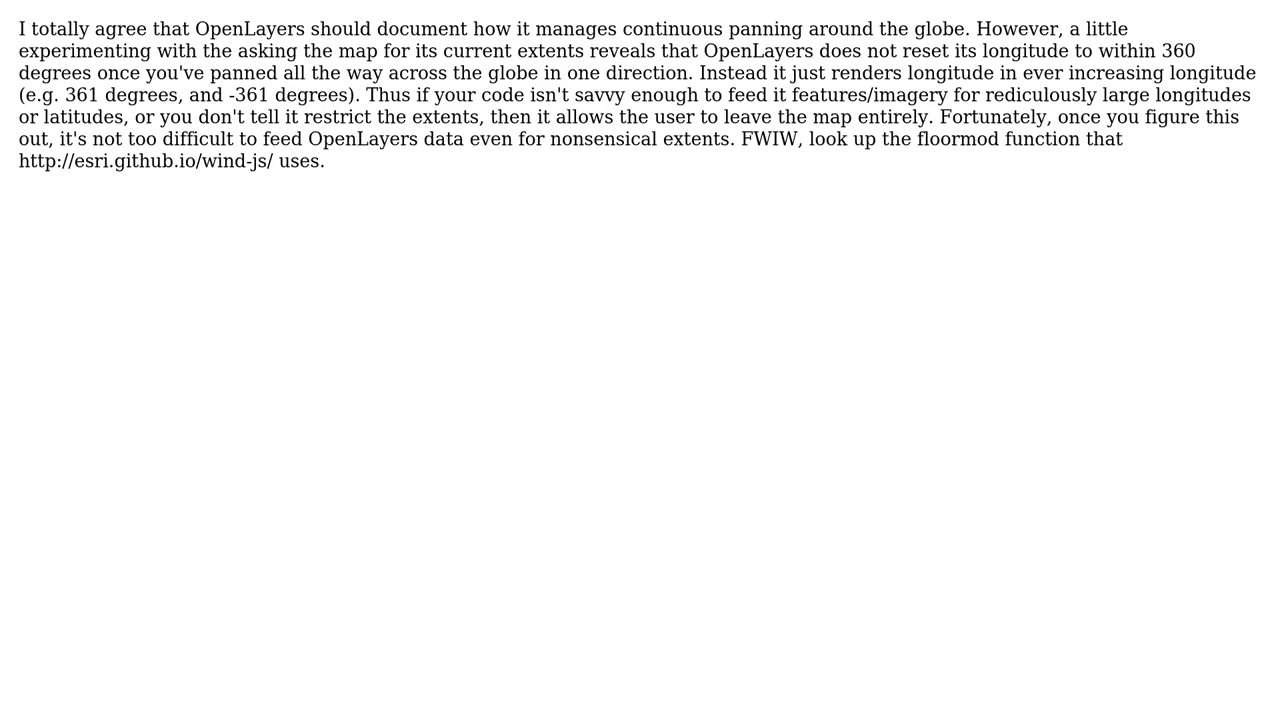 I totally agree that OpenLayers should document how it manages continuous panning around the globe. However, a little
experimenting with the asking the map for its current extents reveals that OpenLayers does not reset its longitude to within 360
degrees once you've panned all the way across the globe in one direction. Instead it just renders longitude in ever increasing longitude
(e.g. 361 degrees, and -361 degrees). Thus if your code isn't savvy enough to feed it features/imagery for rediculously large longitudes
or latitudes, or you don't tell it restrict the extents, then it allows the user to leave the map entirely. Fortunately, once you figure this
out, it's not too difficult to feed OpenLayers data even for nonsensical extents. FWIW, look up the floormod function that
http://esri.github.io/wind-js/ uses.